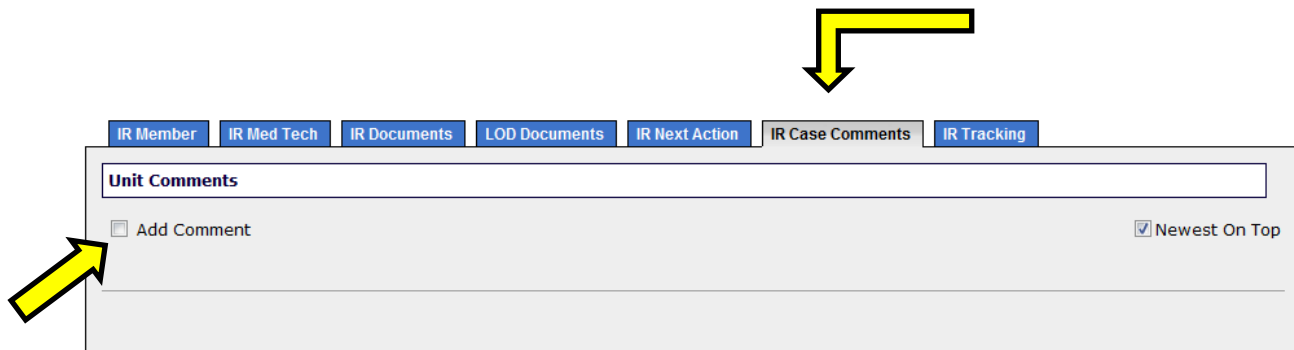 IR Member IR Med Tech IR Documents LOD Documents IR Next Action IR Case Comments IR Tracking
Unit Comments
Add Comment Newest On Top